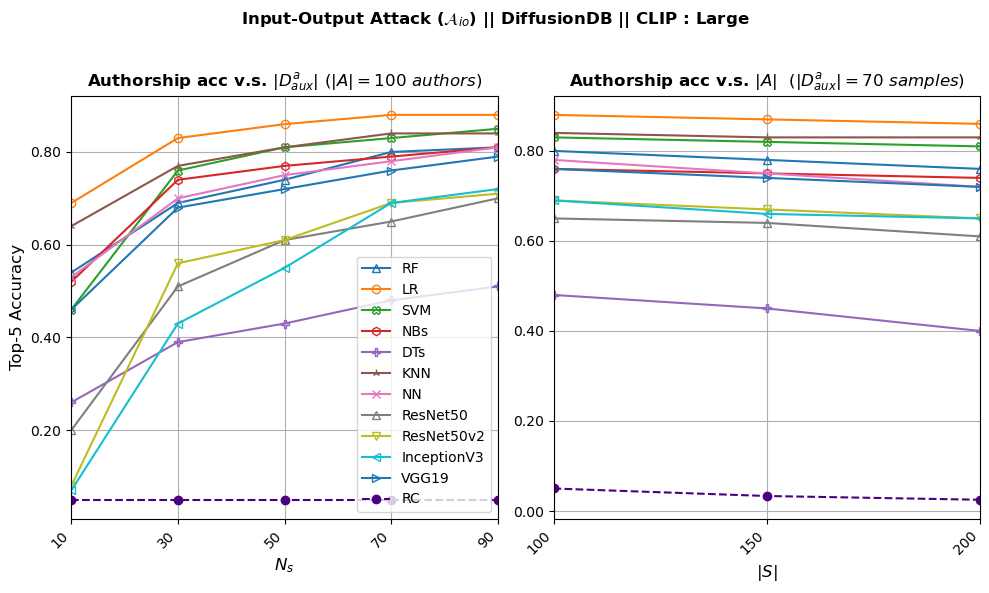 Input-Output Attack (𝒜io) || DiffusionDB || CLIP : Large
Authorship acc v.s. |Dᵃaux| (|A| = 100 authors)
Top-5 Accuracy
0.80
0.60
0.40
0.20
RF
LR
SVM
NBs
DTs
KNN
NN
ResNet50
ResNet50v2
InceptionV3
VGG19
RC
10
30
50
70
90
Ns
Authorship acc v.s. |A| (|Dᵃaux| = 70 samples)
0.80
0.60
0.40
0.20
0.00
100
150
200
|S|